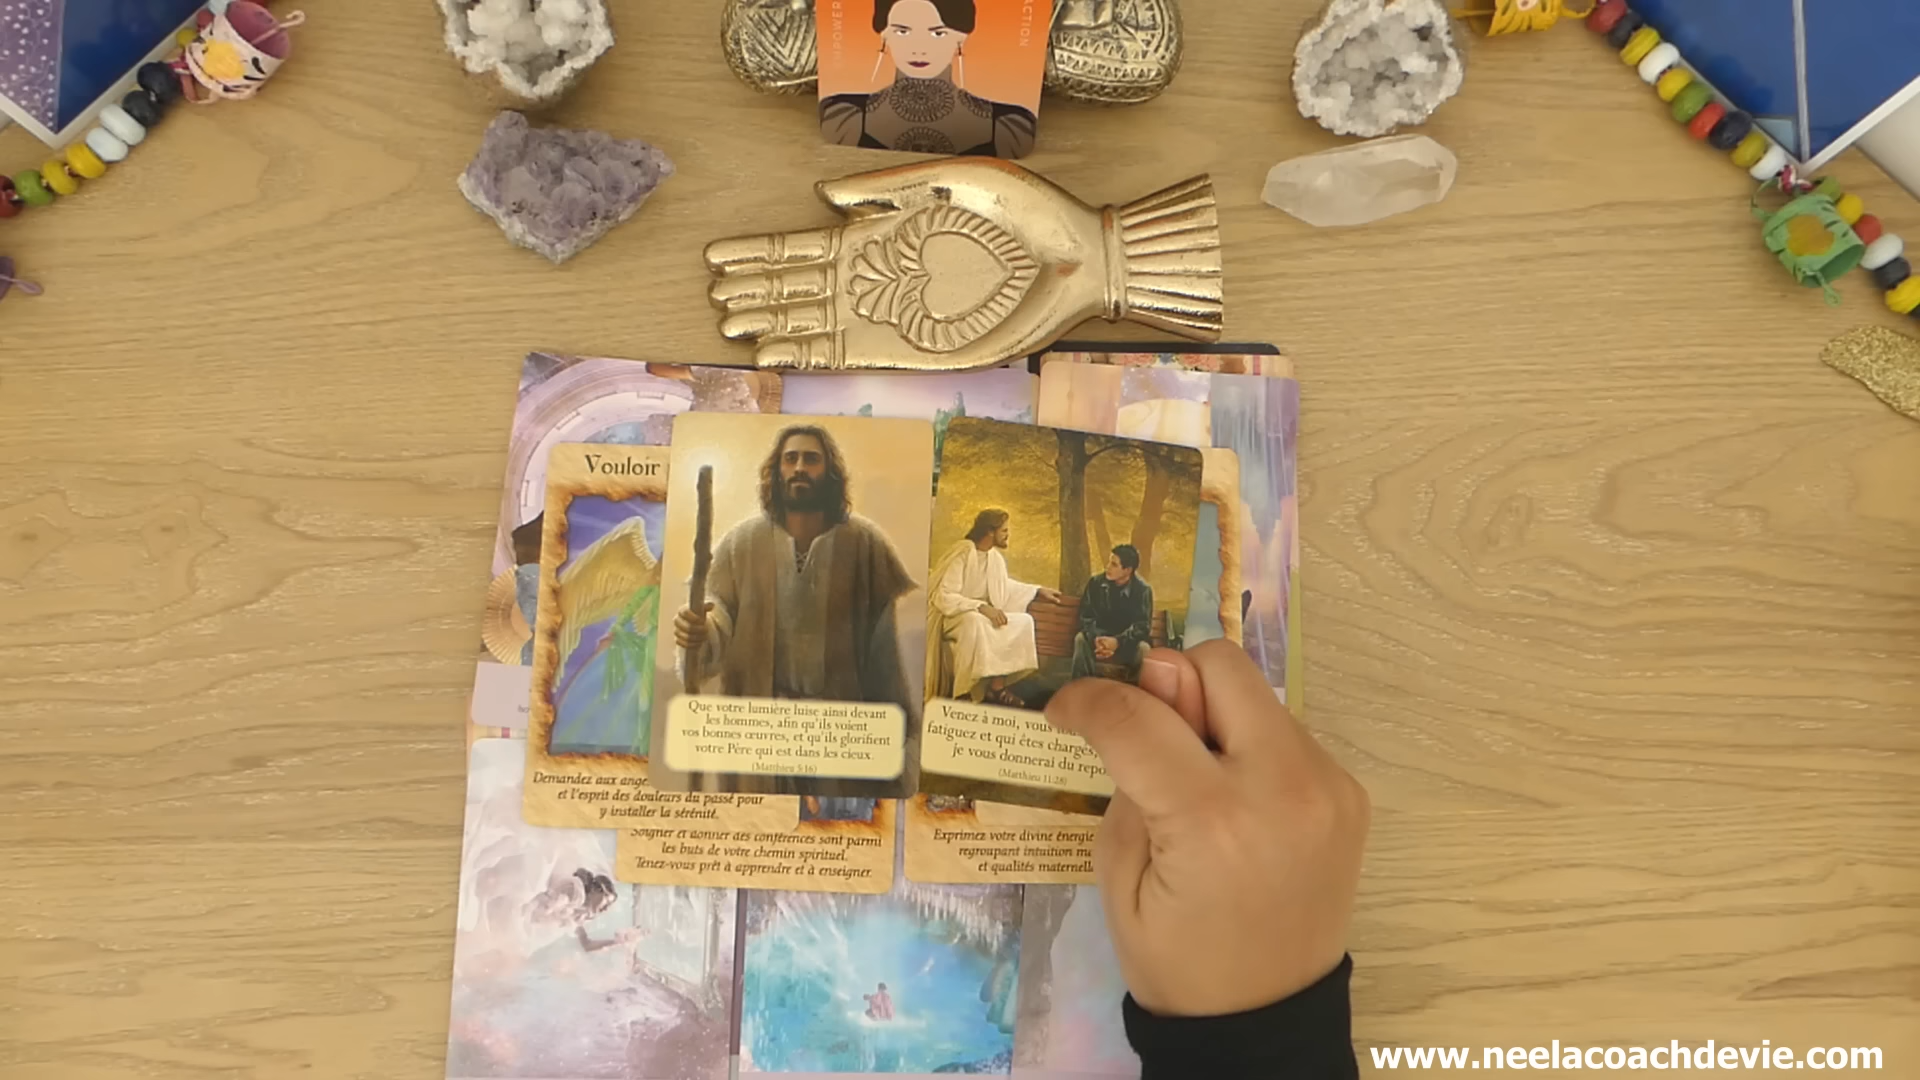 ACTION
Vouloir
Que votre lumière luise ainsi devant
les hommes, afin qu'ils voient
vos bonnes œuvres, et qu'ils glorifient
votre Père qui est dans les cieux.
(Matthieu 5:16)
Venez à moi, vous
fatiguez et qui êtes chargés,
je vous donnerai du repo
(Matthieu 11:28)
Demandez aux ange
et l'esprit des douleurs du passé pour
y installer la sérénité.
Soigner et donner des conférences sont parmi
les buts de votre chemin spirituel.
Tenez-vous prêt à apprendre et à enseigner.
Exprimez votre divine énergie
regroupant intuition
et qualités maternell
www.neelacoachdevie.com